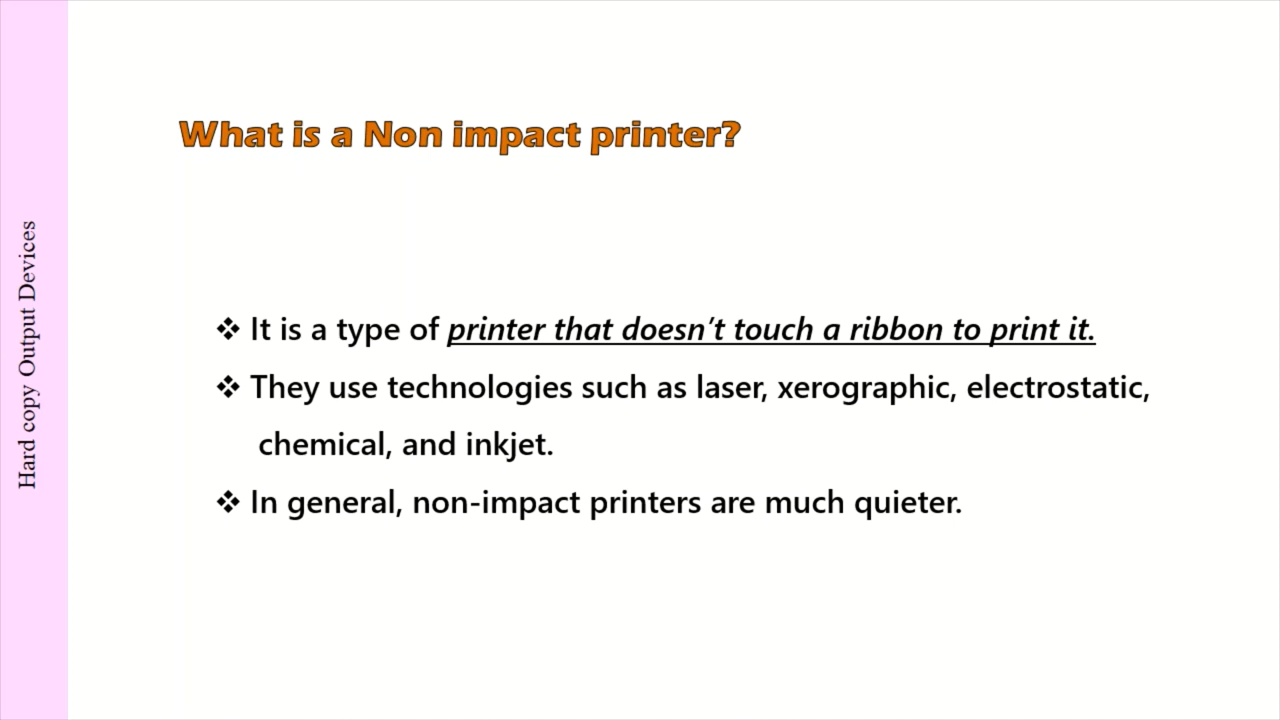 Hard copy Output Devices
What is a Non impact printer?
❖ It is a type of printer that doesn't touch a ribbon to print it.
❖ They use technologies such as laser, xerographic, electrostatic,
chemical, and inkjet.
❖ In general, non-impact printers are much quieter.